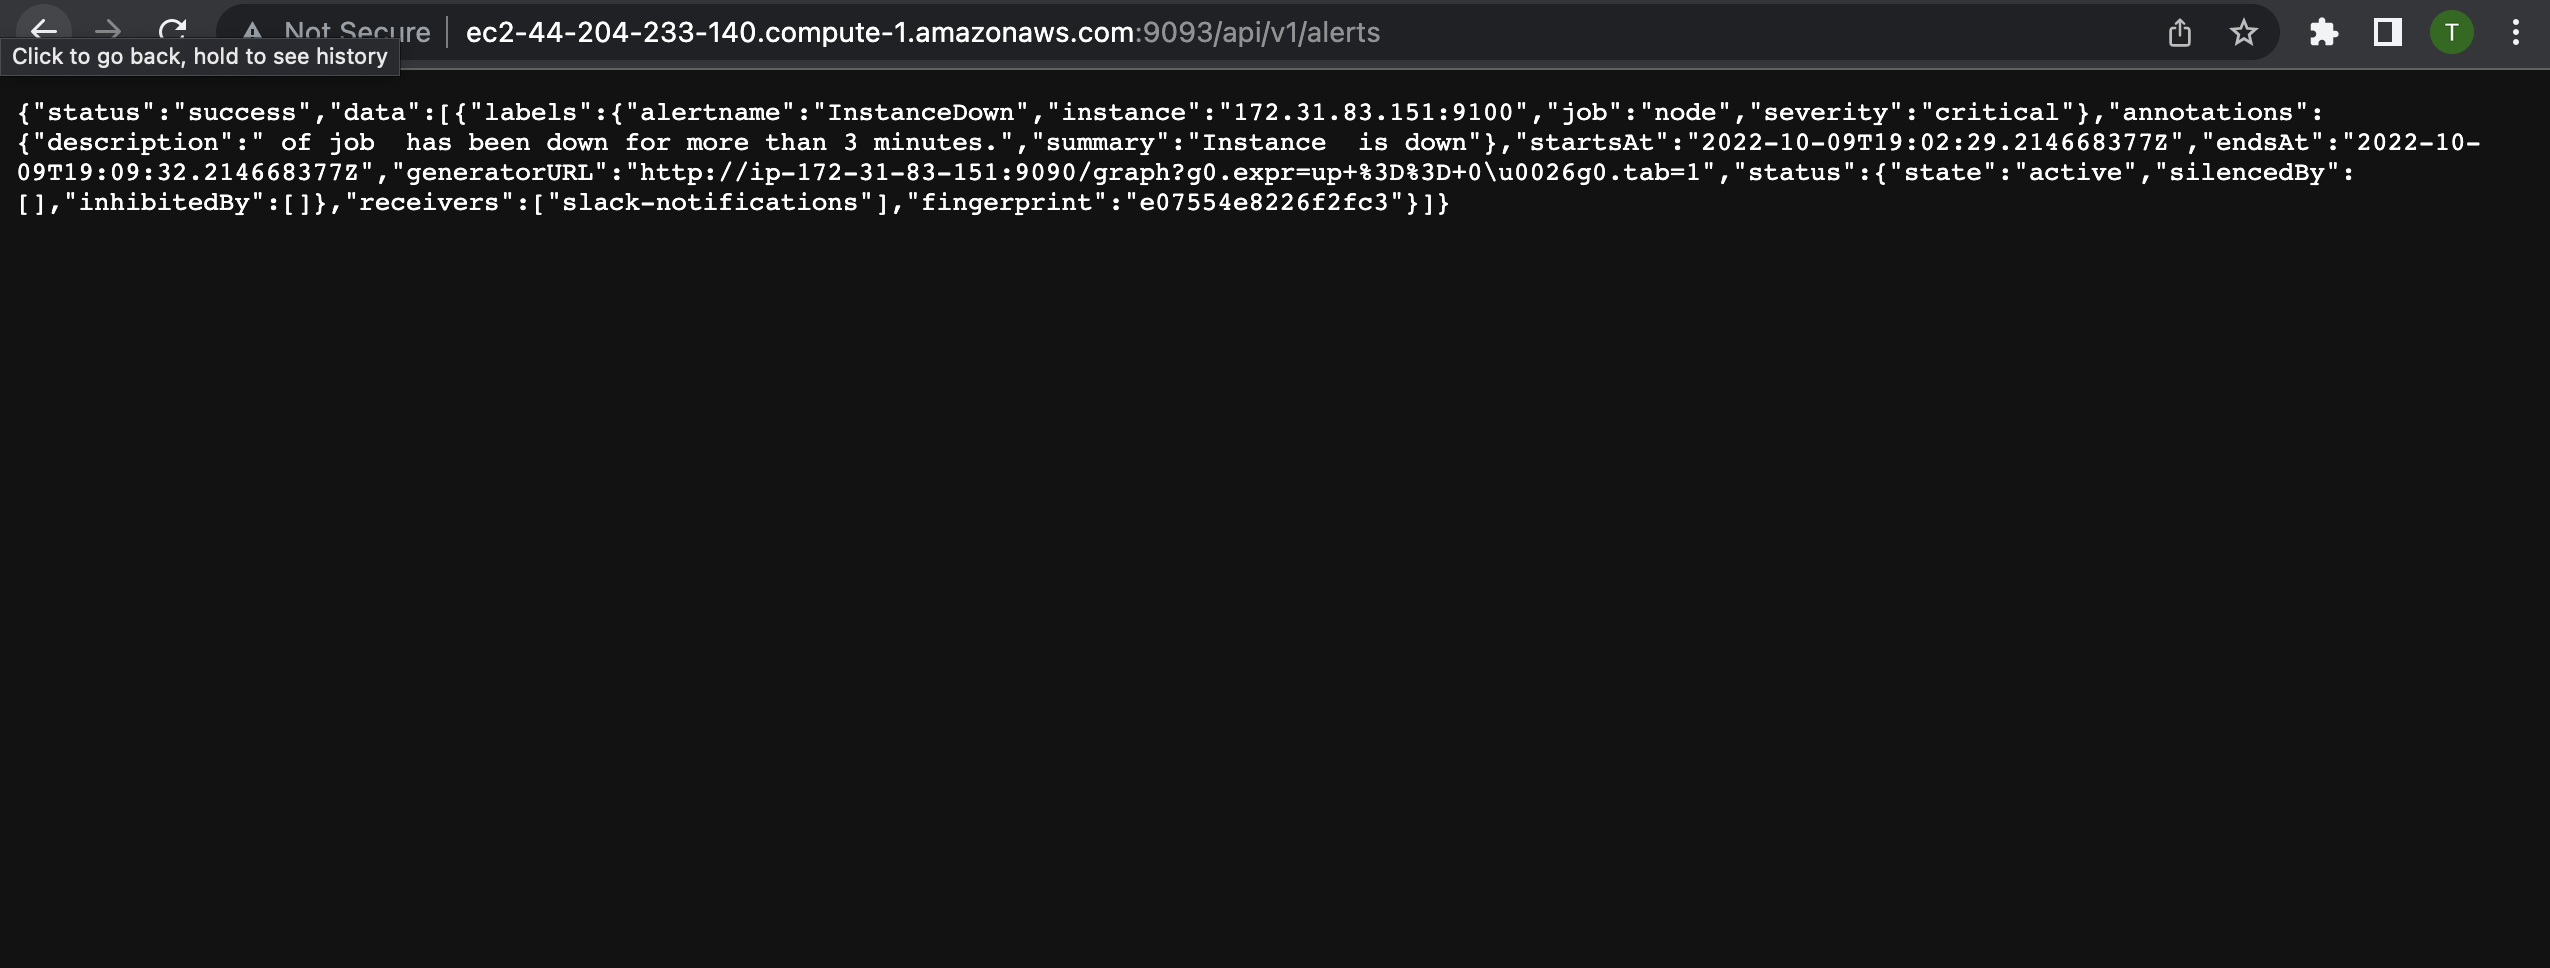 Not Secure ec2-44-204-233-140.compute-1.amazonaws.com:9093/api/v1/alerts T
Click to go back, hold to see history
{"status":"success","data":[{"labels":{"alertname":"InstanceDown","instance":"172.31.83.151:9100","job":"node","severity":"critical"},"annotations":
{"description":" of job  has been down for more than 3 minutes.","summary":"Instance  is down"},"startsAt":"2022-10-09T19:02:29.214668377Z","endsAt":"2022-10-
09T19:09:32.214668377Z","generatorURL":"http://ip-172-31-83-151:9090/graph?g0.expr=up+%3D%3D+0\u0026g0.tab=1","status":{"state":"active","silencedBy":
[],"inhibitedBy":[]},"receivers":["slack-notifications"],"fingerprint":"e07554e8226f2fc3"}]}